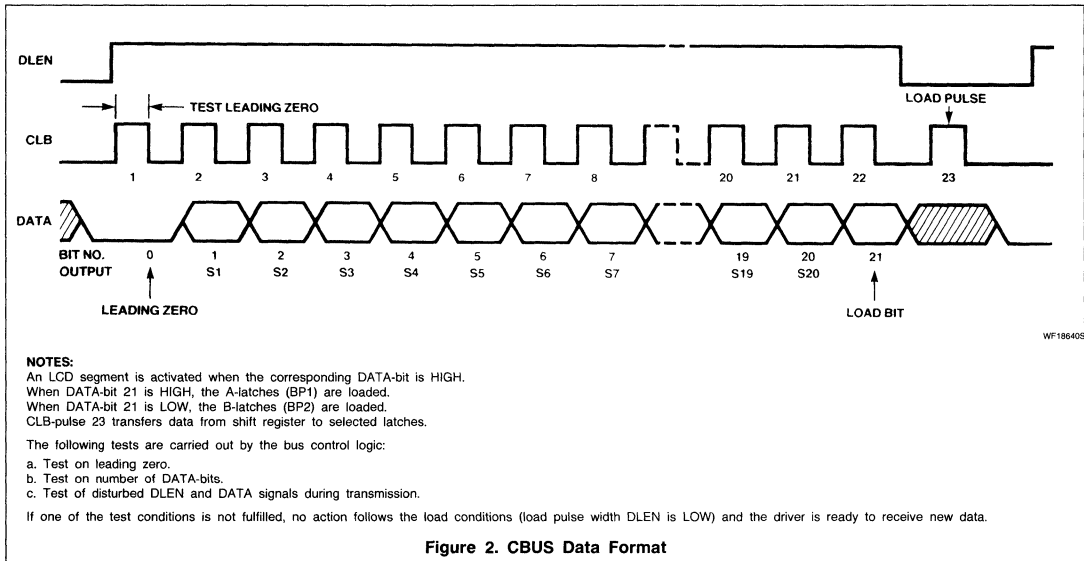 DLEN
TEST LEADING ZERO
LOAD PULSE
CLB
1 2 3 4 5 6 7 8 20 21 22 23
DATA
BIT NO. 0 1 2 3 4 5 6 7 19 20 21
OUTPUT S1 S2 S3 S4 S5 S6 S7 S19 S20
LEADING ZERO
LOAD BIT
WF18640S
NOTES:
An LCD segment is activated when the corresponding DATA-bit is HIGH.
When DATA-bit 21 is HIGH, the A-latches (BP1) are loaded.
When DATA-bit 21 is LOW, the B-latches (BP2) are loaded.
CLB-pulse 23 transfers data from shift register to selected latches.
The following tests are carried out by the bus control logic:
a. Test on leading zero.
b. Test on number of DATA-bits.
c. Test of disturbed DLEN and DATA signals during transmission.
If one of the test conditions is not fulfilled, no action follows the load conditions (load pulse width DLEN is LOW) and the driver is ready to receive new data.
Figure 2. CBUS Data Format